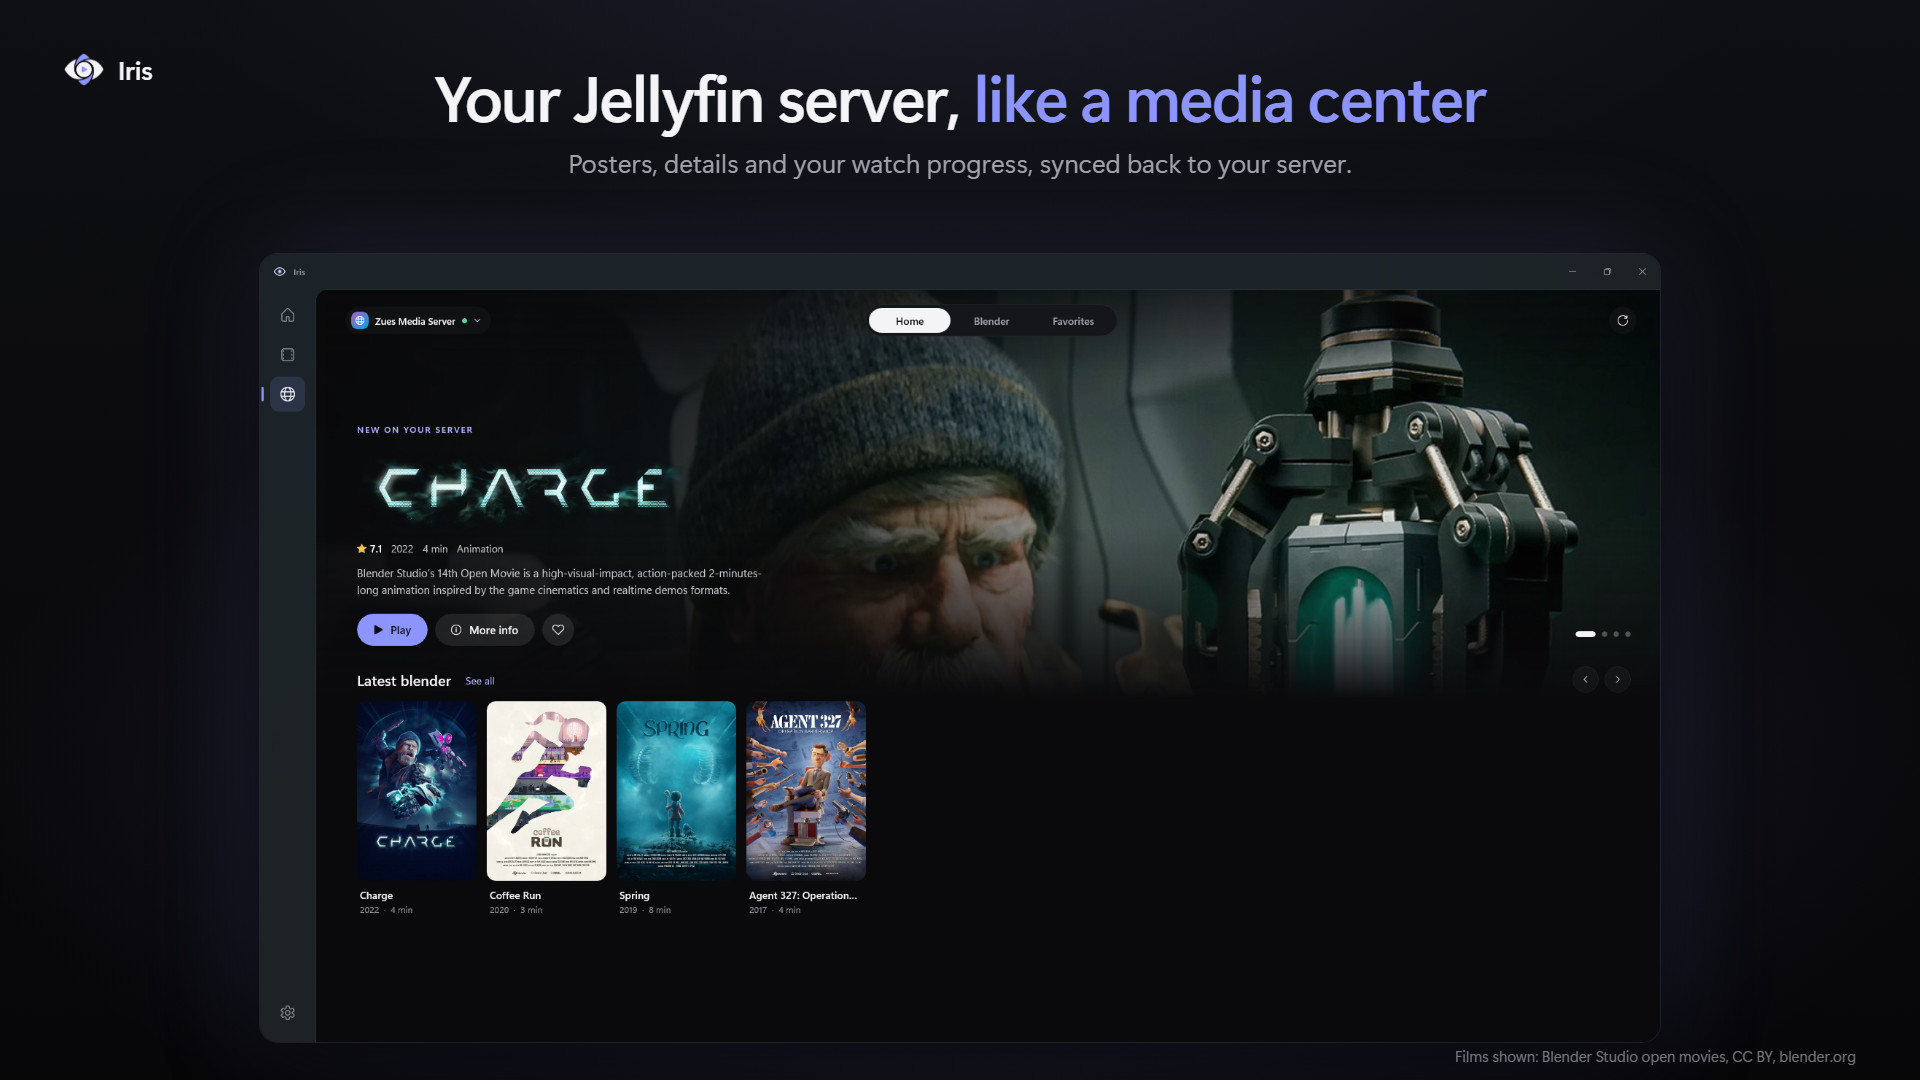 Iris
Your Jellyfin server, like a media center
Posters, details and your watch progress, synced back to your server.
Iris
Zues Media Server
Home
Blender
Favorites
NEW ON YOUR SERVER
CHARGE
7.1 2022 4 min Animation
Blender Studio's 14th Open Movie is a high-visual-impact, action-packed 2-minutes-
long animation inspired by the game cinematics and realtime demos formats.
Play
More info
Latest blender
See all
CHARGE
coffee
RUN
SPRING
AGENT 327
Charge
2022 · 4 min
Coffee Run
2020 · 3 min
Spring
2019 · 8 min
Agent 327: Operation...
2017 · 4 min
Films shown: Blender Studio open movies, CC BY, blender.org